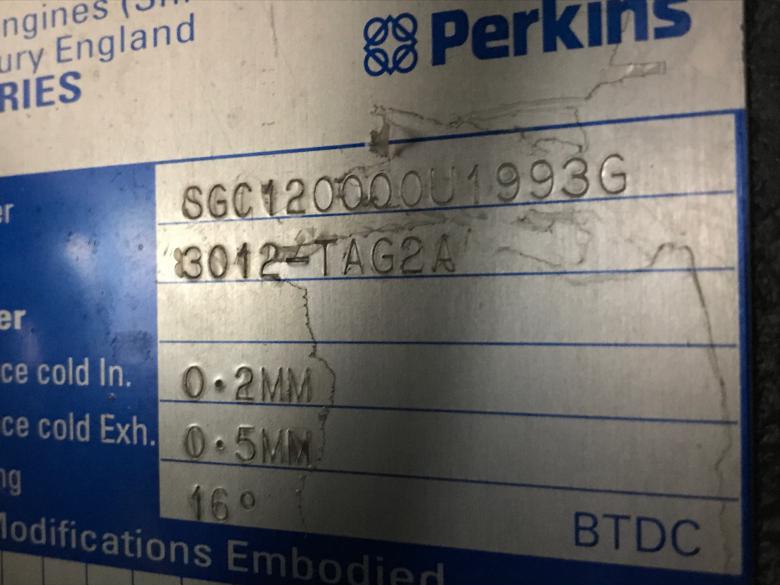 ngines (Sh
ury England
RIES
Perkins
er
SGC120000U1993G
3012-TAG2A
er
ce cold In.
0.2MM
ce cold Exh.
0.5MM
ng
16°
BTDC
Modifications Embodied